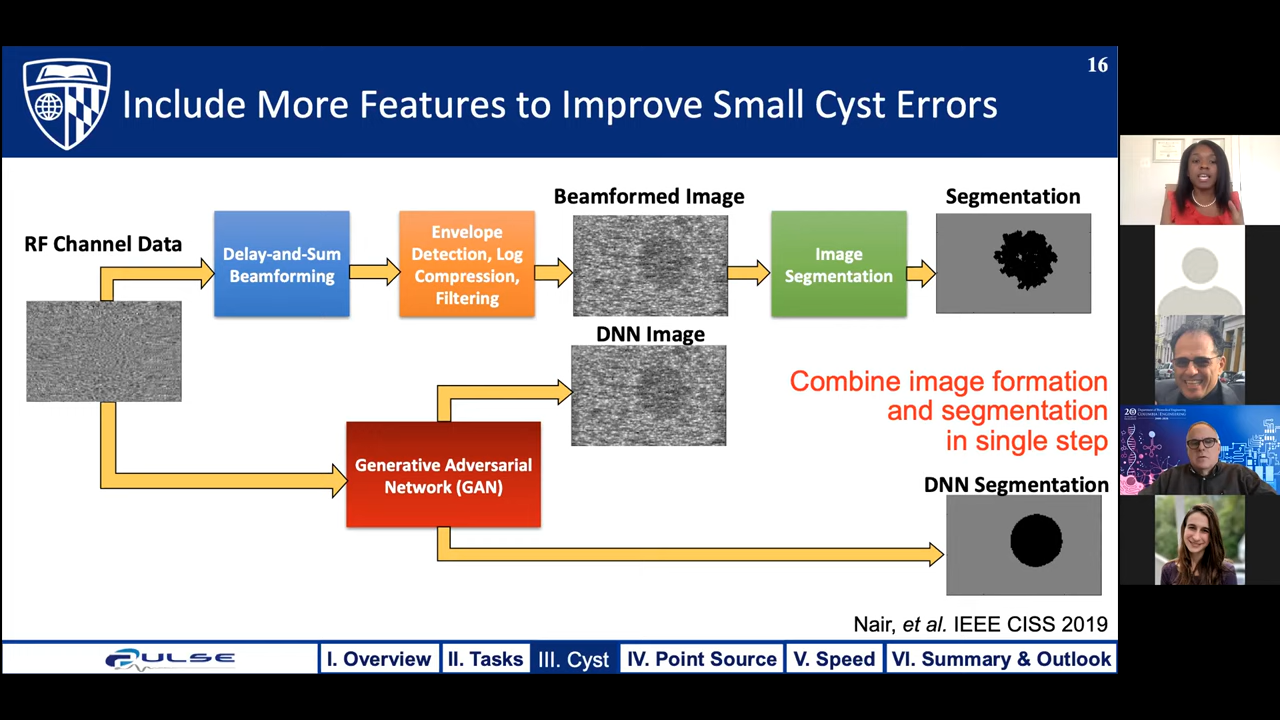 16
Include More Features to Improve Small Cyst Errors
RF Channel Data
Delay-and-Sum
Beamforming
Envelope
Detection, Log
Compression,
Filtering
Beamformed Image
Image
Segmentation
Segmentation
DNN Image
Generative Adversarial
Network (GAN)
Combine image formation
and segmentation
in single step
DNN Segmentation
Nair, et al. IEEE CISS 2019
PULSE
I. Overview
II. Tasks
III. Cyst
IV. Point Source
V. Speed
VI. Summary & Outlook
20
COLUMBIA ENGINEERING